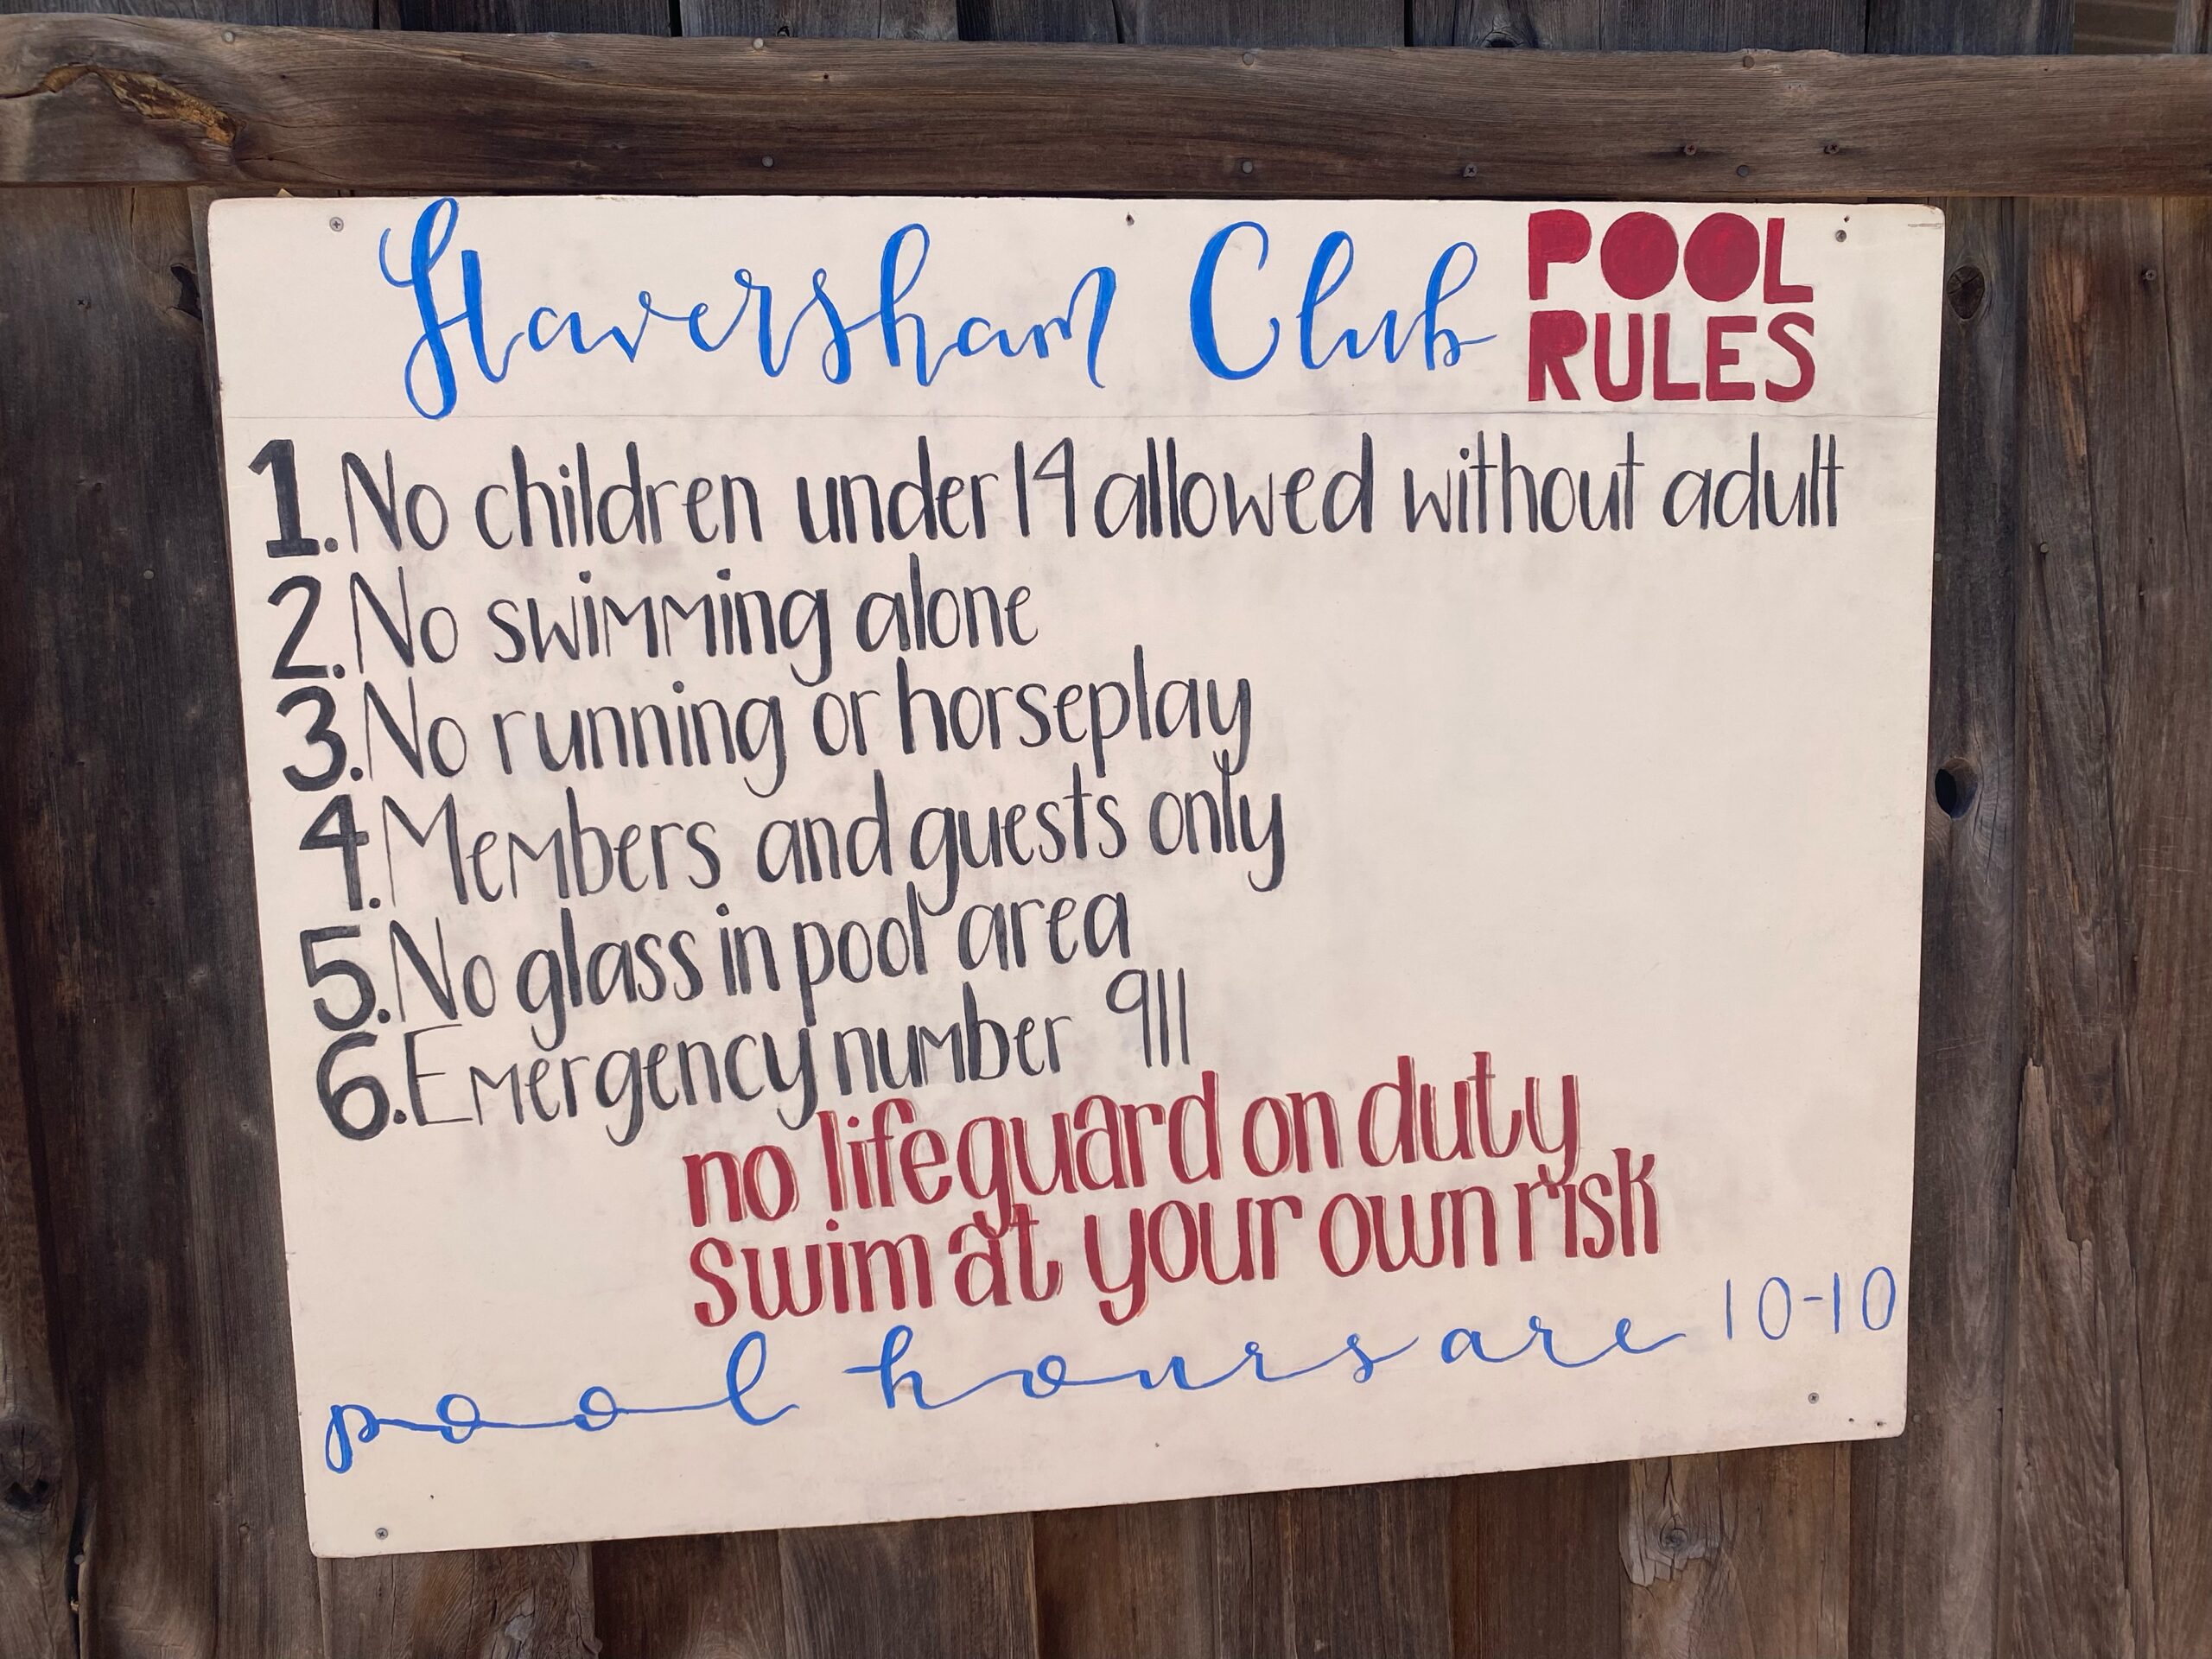 Haversham Club POOL RULES
1. No children under 14 allowed without adult
2. No swimming alone
3. No running or horseplay
4. Members and guests only
5. No glass in pool area
6. Emergency number 911
no lifeguard on duty
swim at your own risk
pool hours are 10-10